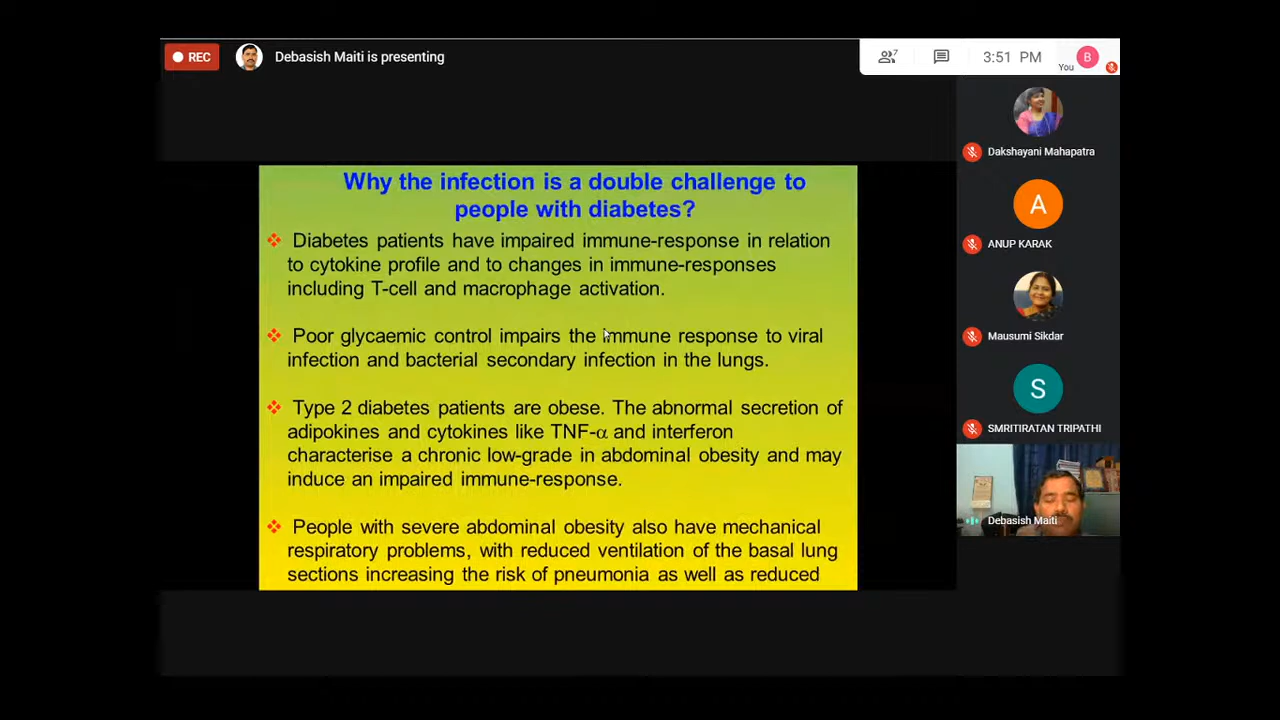 REC
Debasish Maiti is presenting
7
3:51 PM
You
B
Dakshayani Mahapatra
A
ANUP KARAK
Mausumi Sikdar
S
SMRITIRATAN TRIPATHI
Debasish Maiti
Why the infection is a double challenge to
people with diabetes?
❖ Diabetes patients have impaired immune-response in relation
to cytokine profile and to changes in immune-responses
including T-cell and macrophage activation.
❖ Poor glycaemic control impairs the immune response to viral
infection and bacterial secondary infection in the lungs.
❖ Type 2 diabetes patients are obese. The abnormal secretion of
adipokines and cytokines like TNF-α and interferon
characterise a chronic low-grade in abdominal obesity and may
induce an impaired immune-response.
❖ People with severe abdominal obesity also have mechanical
respiratory problems, with reduced ventilation of the basal lung
sections increasing the risk of pneumonia as well as reduced